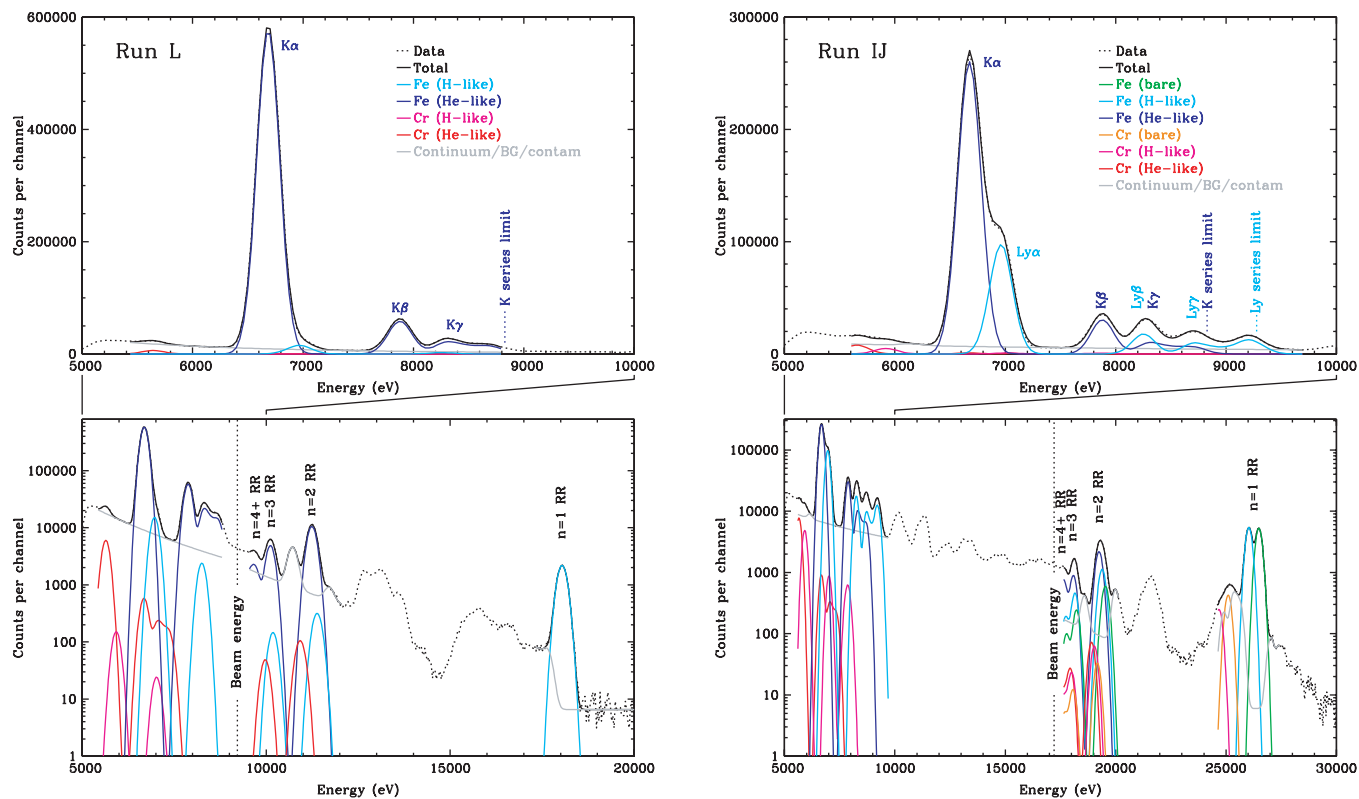 Run L
Kα
Data
Total
Fe (H-like)
Fe (He-like)
Cr (H-like)
Cr (He-like)
Continuum/BG/contam
Kβ
Kγ
K series limit
600000
400000
200000
0
Counts per channel
5000 6000 7000 8000 9000 10000
Energy (eV)
Run IJ
Kα
Data
Total
Fe (bare)
Fe (H-like)
Fe (He-like)
Cr (bare)
Cr (H-like)
Cr (He-like)
Continuum/BG/contam
Lyα
Kβ
Lyβ
Kγ
Lyγ
K series limit
Ly series limit
300000
200000
100000
0
Counts per channel
5000 6000 7000 8000 9000 10000
Energy (eV)
100000
10000
1000
100
10
1
Counts per channel
Beam energy
n=4+ RR
n=3 RR
n=2 RR
n=1 RR
5000 10000 15000 20000
Energy (eV)
100000
10000
1000
100
10
1
Counts per channel
Beam energy
n=4+ RR
n=3 RR
n=2 RR
n=1 RR
5000 10000 15000 20000 25000 30000
Energy (eV)